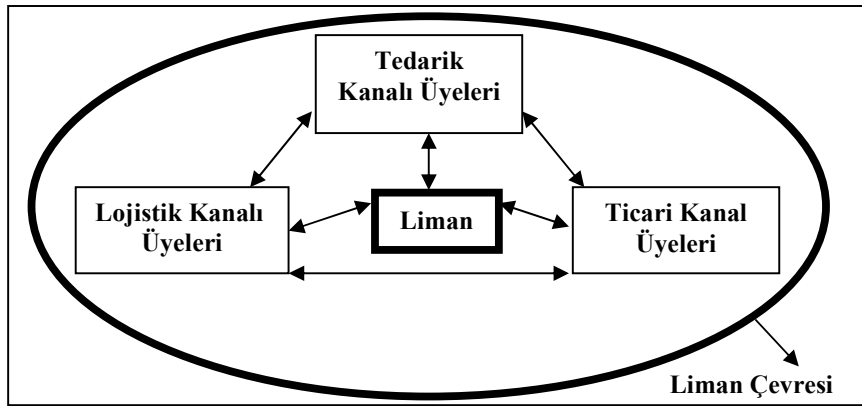 Tedarik
Kanalı Üyeleri
Lojistik Kanalı
Üyeleri
Liman
Ticari Kanal
Üyeleri
Liman Çevresi